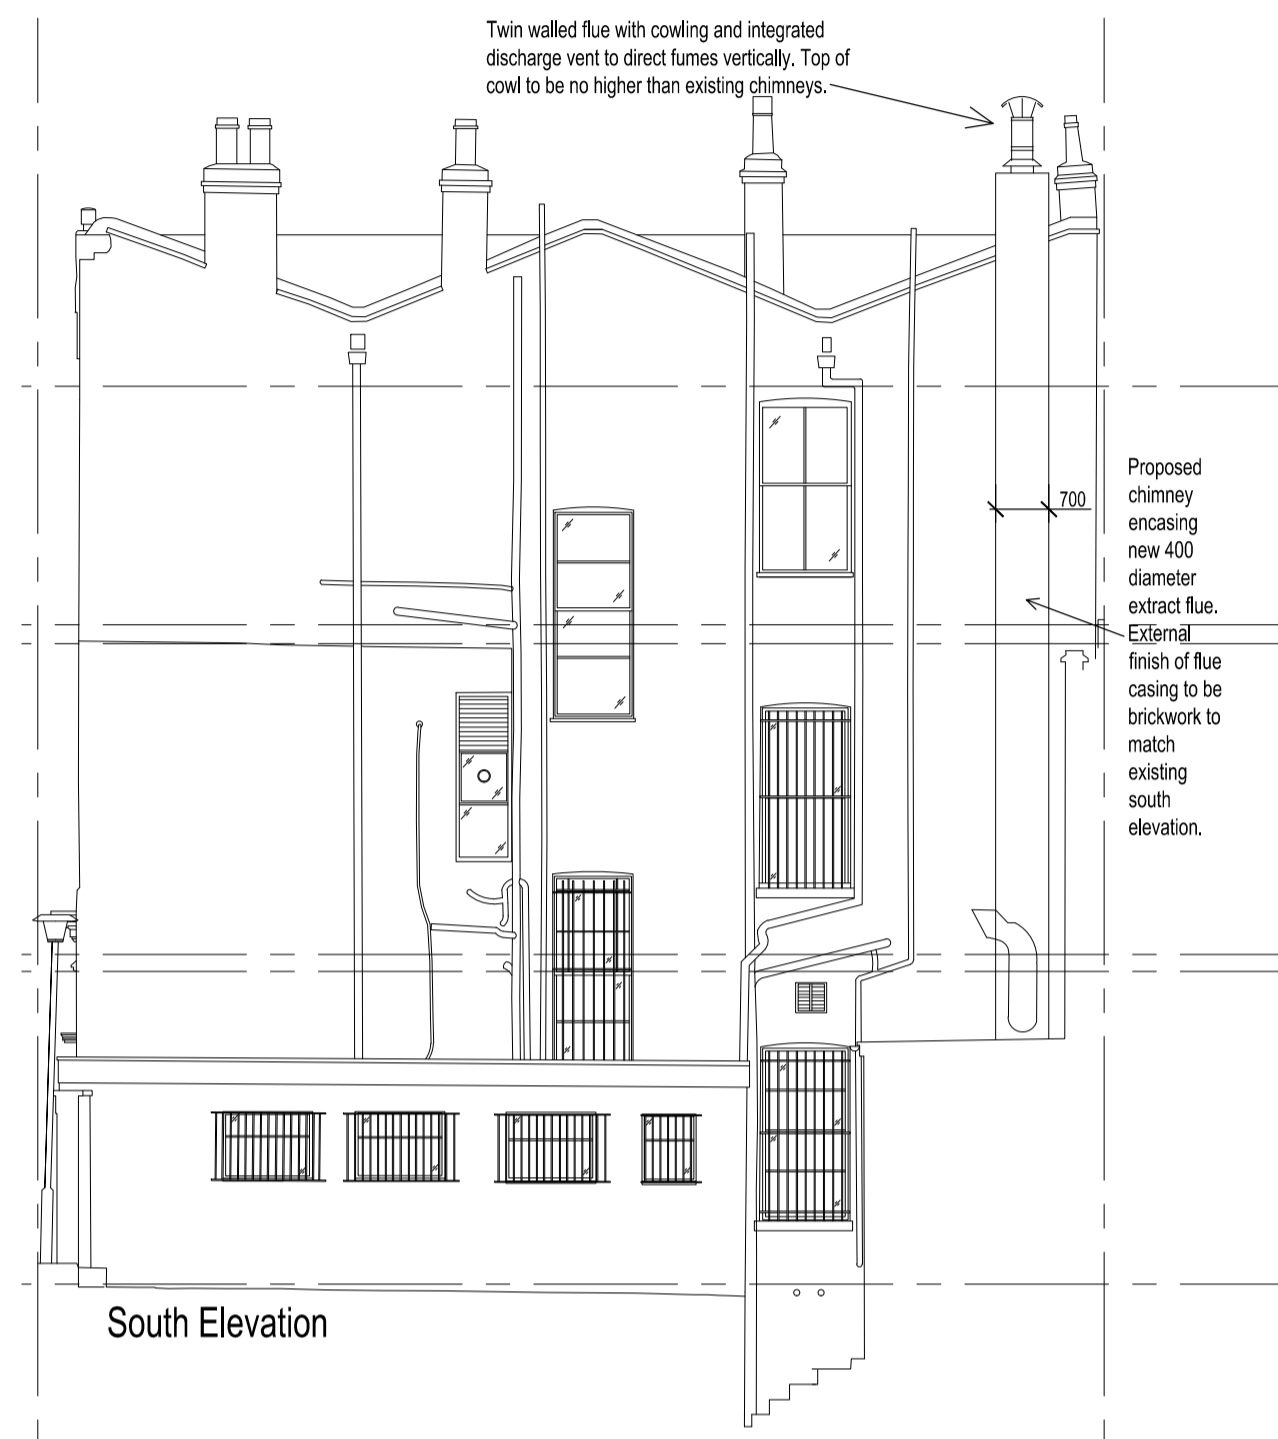 Twin walled flue with cowling and integrated
discharge vent to direct fumes vertically. Top of
cowl to be no higher than existing chimneys.
Proposed
chimney
encasing
new 400
diameter
extract flue.
External
finish of flue
casing to be
brickwork to
match
existing
south
elevation.
700
South Elevation